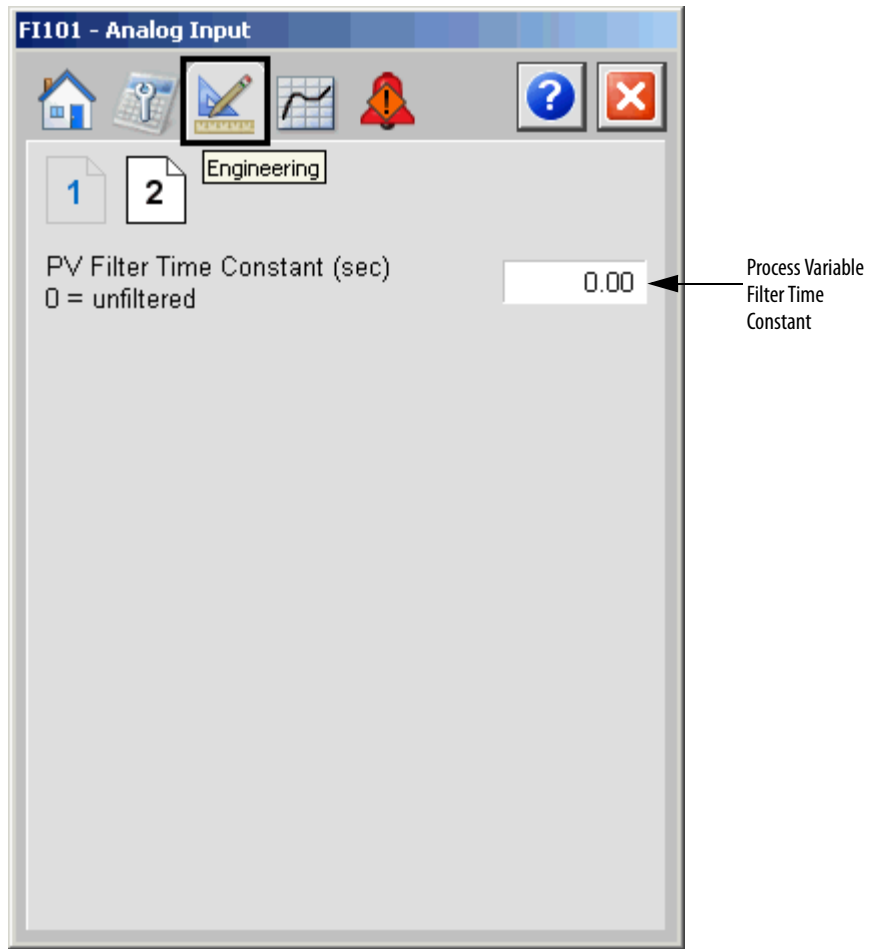 FI101 - Analog Input
?
Engineering
1
2
PV Filter Time Constant (sec)
0 = unfiltered
0.00
Process Variable
Filter Time
Constant